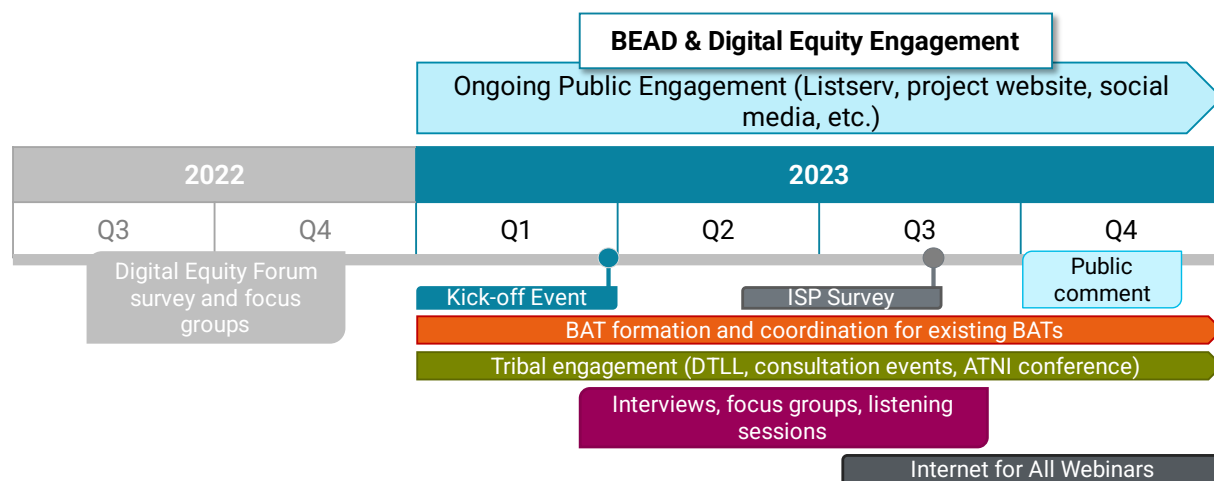 BEAD & Digital Equity Engagement
Ongoing Public Engagement (Listserv, project website, social
media, etc.)
2022
2023
Q3
Q4
Q1
Q2
Q3
Q4
Digital Equity Forum
survey and focus
groups
Kick-off Event
ISP Survey
Public
comment
BAT formation and coordination for existing BATs
Tribal engagement (DTLL, consultation events, ATNI conference)
Interviews, focus groups, listening
sessions
Internet for All Webinars